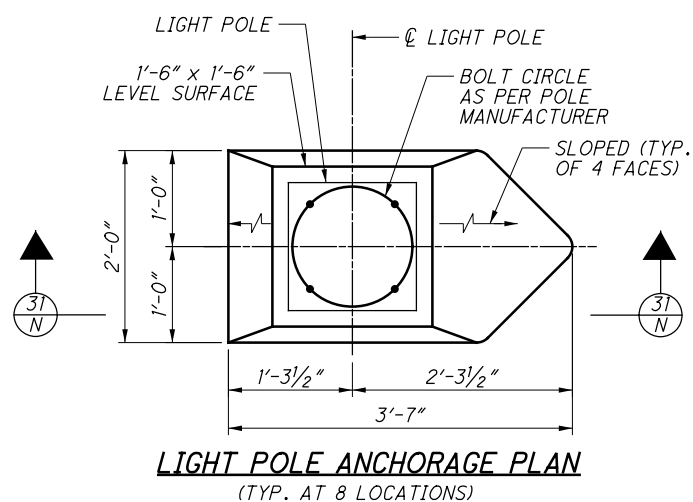 LIGHT POLE
℄ LIGHT POLE
1'-6" x 1'-6"
LEVEL SURFACE
BOLT CIRCLE
AS PER POLE
MANUFACTURER
SLOPED (TYP.
OF 4 FACES)
2'-0"
1'-0"
1'-0"
31
N
31
N
1'-3½"
2'-3½"
3'-7"
LIGHT POLE ANCHORAGE PLAN
(TYP. AT 8 LOCATIONS)